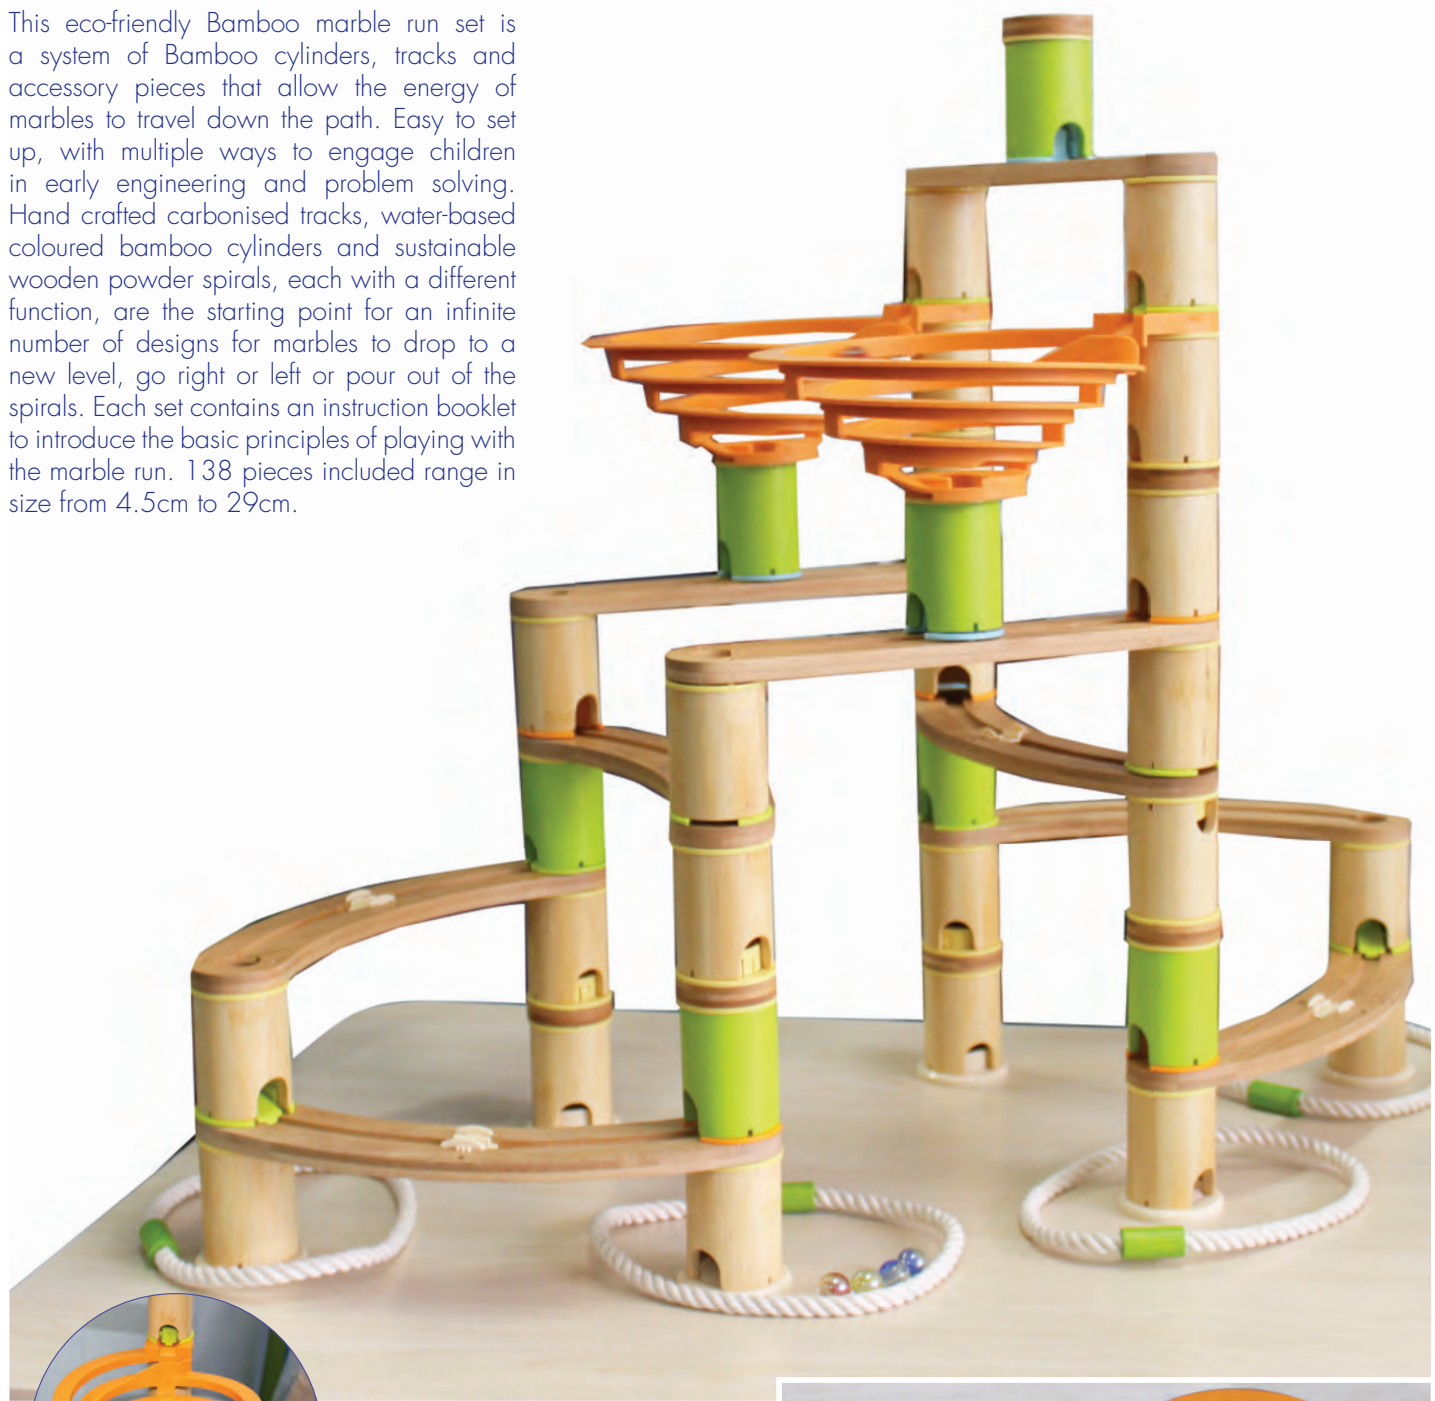 This eco-friendly Bamboo marble run set is
a system of Bamboo cylinders, tracks and
accessory pieces that allow the energy of
marbles to travel down the path. Easy to set
up, with multiple ways to engage children
in early engineering and problem solving.
Hand crafted carbonised tracks, water-based
coloured bamboo cylinders and sustainable
wooden powder spirals, each with a different
function, are the starting point for an infinite
number of designs for marbles to drop to a
new level, go right or left or pour out of the
spirals. Each set contains an instruction booklet
to introduce the basic principles of playing with
the marble run. 138 pieces included range in
size from 4.5cm to 29cm.